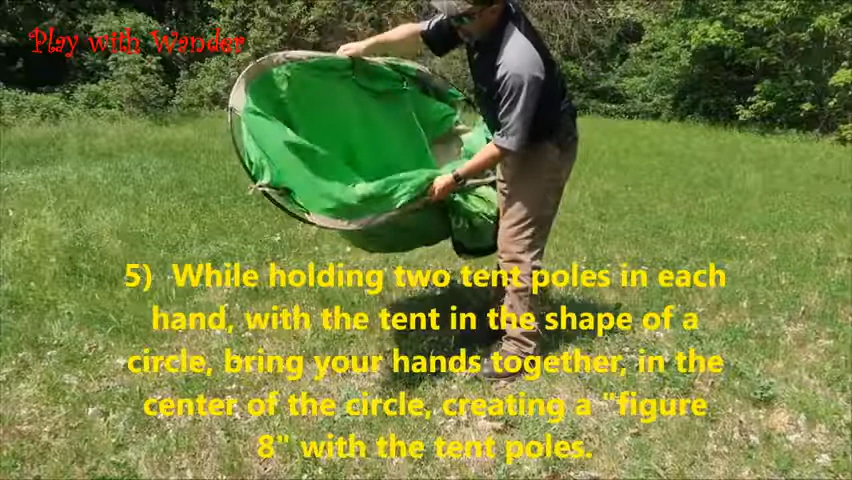 Play with Wander
5)  While holding two tent poles in each
hand, with the tent in the shape of a
circle, bring your hands together, in the
center of the circle, creating a "figure
8" with the tent poles.